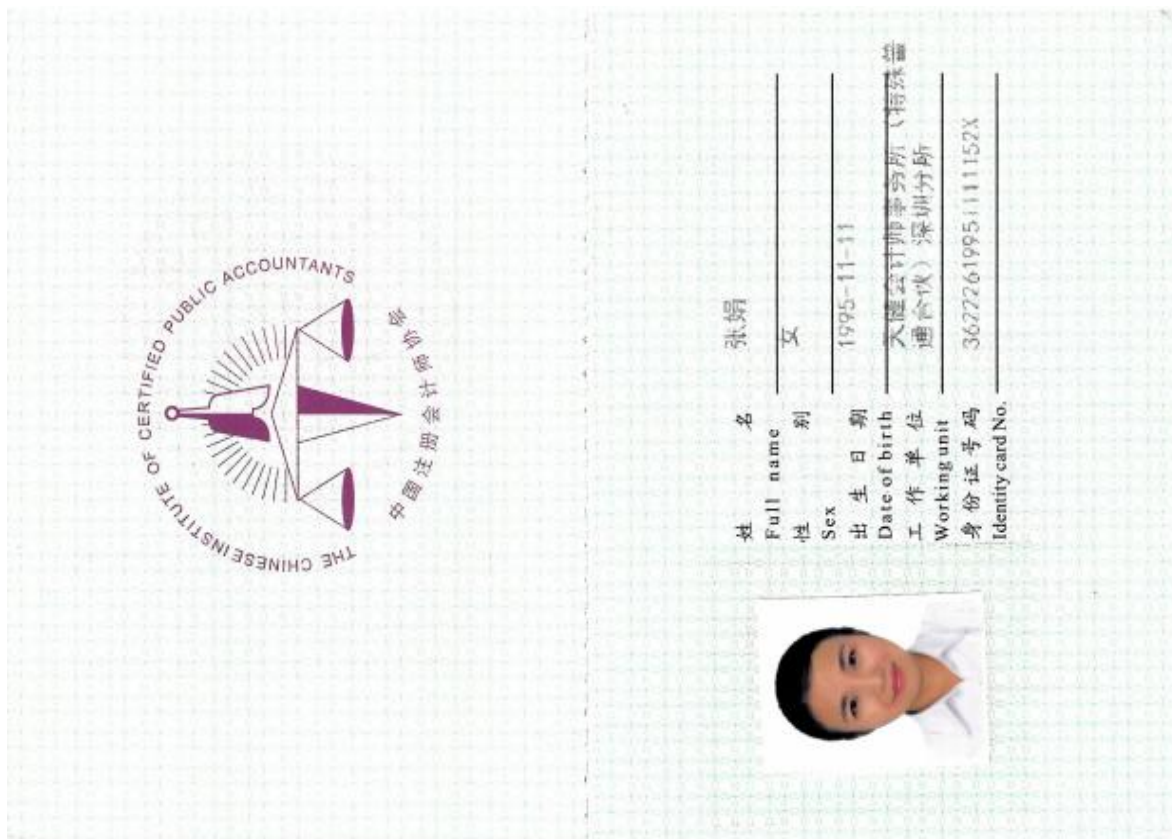 THE CHINESE INSTITUTE OF CERTIFIED PUBLIC ACCOUNTANTS
中国注册会计师协会
姓 名 张娟
Full name
性 别 女
Sex
出 生 日 期 1995-11-11
Date of birth
工 作 单 位 天健会计师事务所（特殊普
通合伙）深圳分所
Working unit
身 份 证 号 码 36222619951111152X
Identity card No.